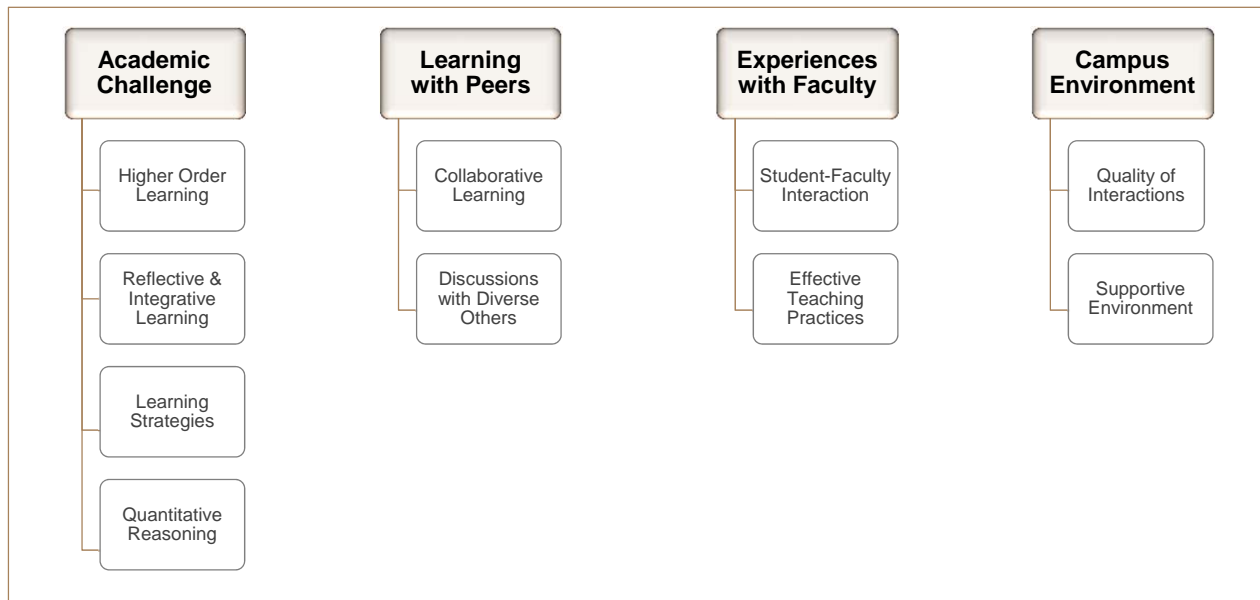 Academic
Challenge
Higher Order
Learning
Reflective &
Integrative
Learning
Learning
Strategies
Quantitative
Reasoning
Learning
with Peers
Collaborative
Learning
Discussions
with Diverse
Others
Experiences
with Faculty
Student-Faculty
Interaction
Effective
Teaching
Practices
Campus
Environment
Quality of
Interactions
Supportive
Environment